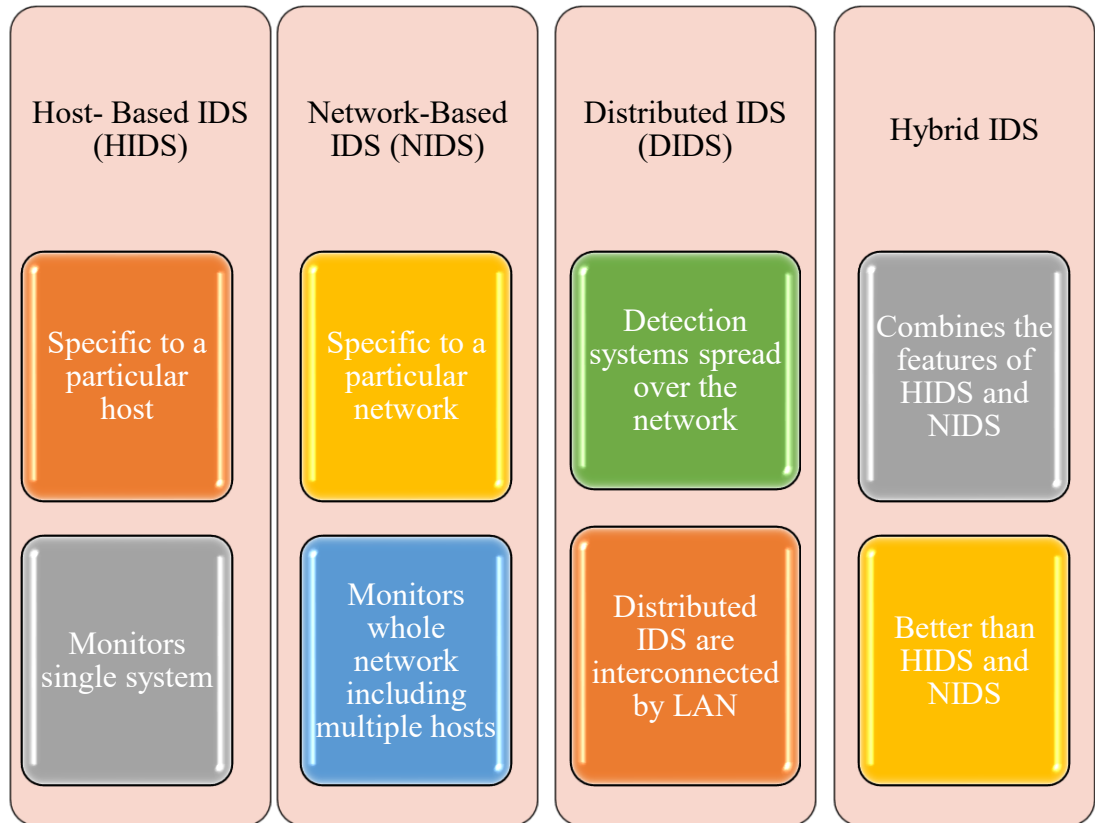 Host- Based IDS
(HIDS)
Specific to a
particular
host
Monitors
single system
Network-Based
IDS (NIDS)
Specific to a
particular
network
Monitors
whole
network
including
multiple hosts
Distributed IDS
(DIDS)
Detection
systems spread
over the
network
Distributed
IDS are
interconnected
by LAN
Hybrid IDS
Combines the
features of
HIDS and
NIDS
Better than
HIDS and
NIDS